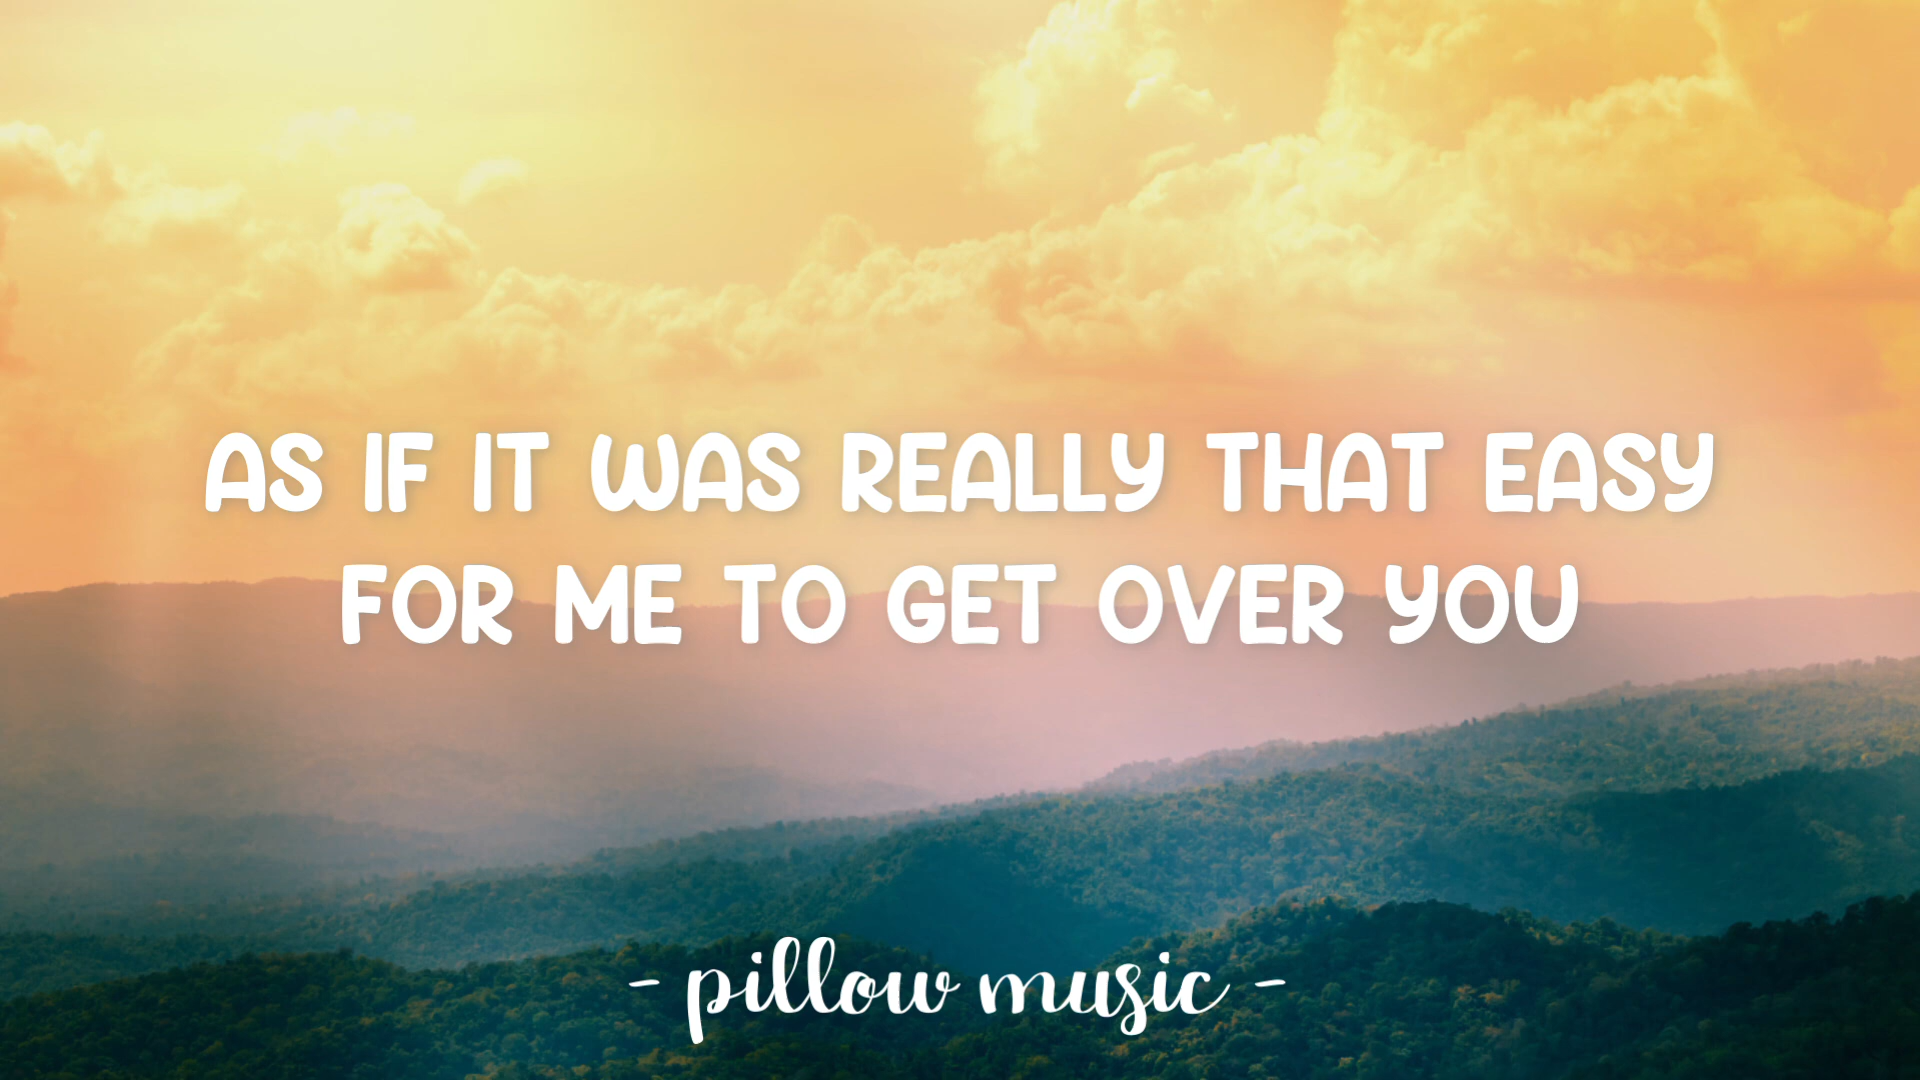 AS IF IT WAS REALLY THAT EASY
FOR ME TO GET OVER YOU
- pillow music -